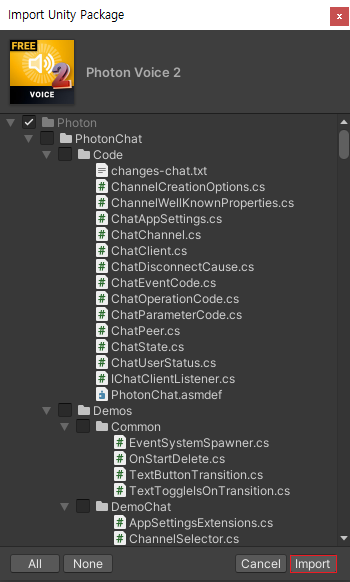 Import Unity Package
x
FREE
2
VOICE
Photon Voice 2
Photon
PhotonChat
Code
changes-chat.txt
ChannelCreationOptions.cs
ChannelWellKnownProperties.cs
ChatAppSettings.cs
ChatChannel.cs
ChatClient.cs
ChatDisconnectCause.cs
ChatEventCode.cs
ChatOperationCode.cs
ChatParameterCode.cs
ChatPeer.cs
ChatState.cs
ChatUserStatus.cs
IChatClientListener.cs
PhotonChat.asmdef
Demos
Common
EventSystemSpawner.cs
OnStartDelete.cs
TextButtonTransition.cs
TextToggleIsOnTransition.cs
DemoChat
AppSettingsExtensions.cs
ChannelSelector.cs
All None Cancel Import